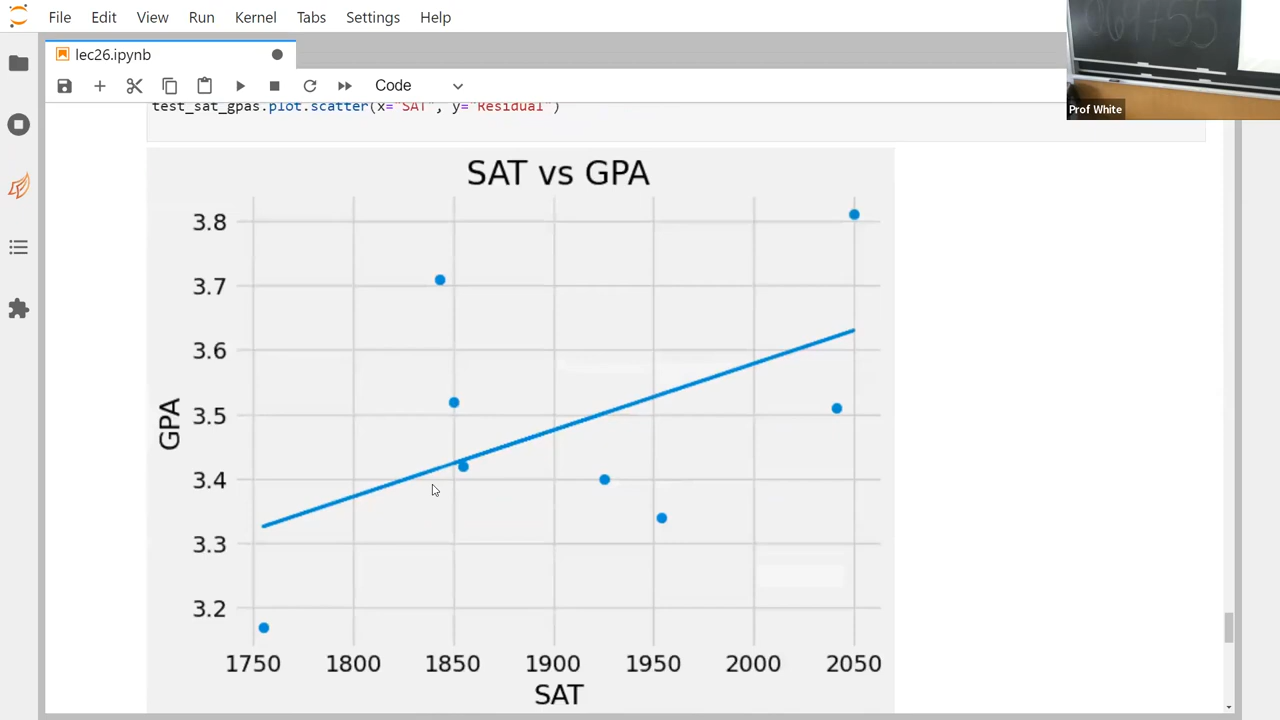 File Edit View Run Kernel Tabs Settings Help
lec26.ipynb
Code
test_sat_gpas.plot.scatter(x="SAT", y="Residual")
069755
Prof White
SAT vs GPA
3.8
3.7
3.6
3.5
3.4
3.3
3.2
GPA
1750 1800 1850 1900 1950 2000 2050
SAT